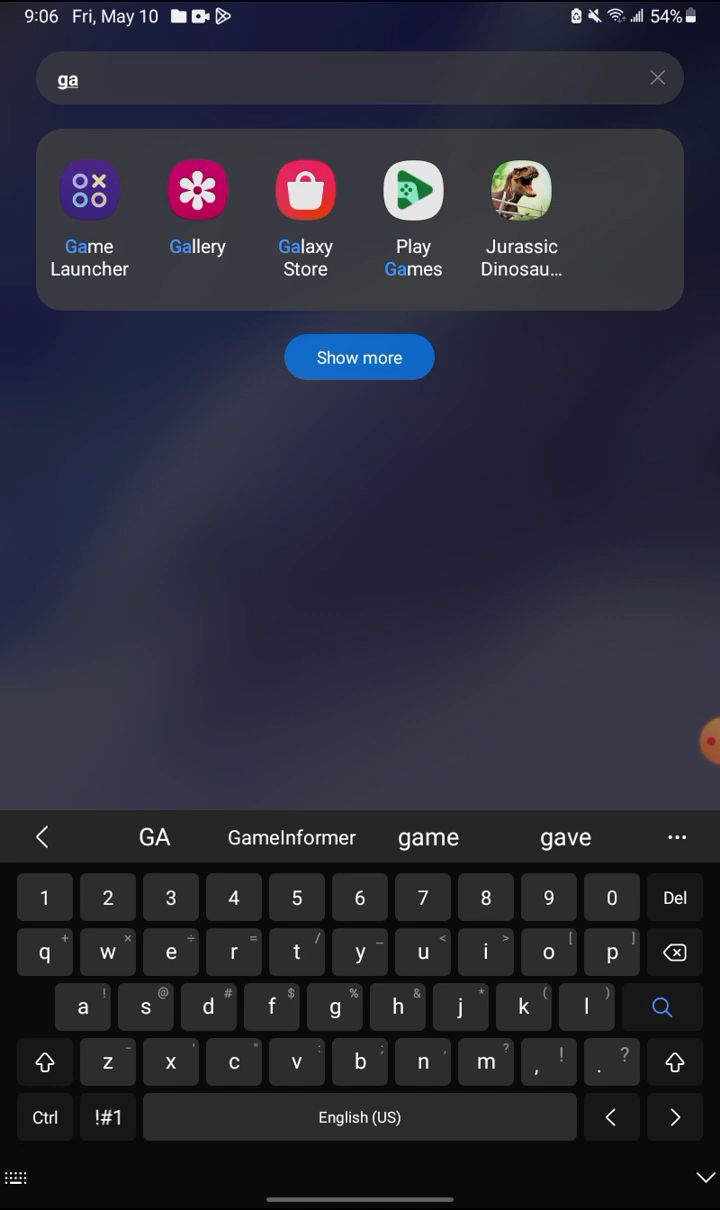 9:06 Fri, May 10 54%
ga
Game Launcher
Gallery
Galaxy Store
Play Games
Jurassic Dinosau...
Show more
GA GameInformer game gave ...
1 2 3 4 5 6 7 8 9 0 Del
q + w × e ÷ r = t / y _ u < i > o [ p ]
a ! s @ d # f $ g % h & j * k ( l )
z - x ' c " v : b ; n , m ? , ! . ?
Ctrl !#1 English (US) < >